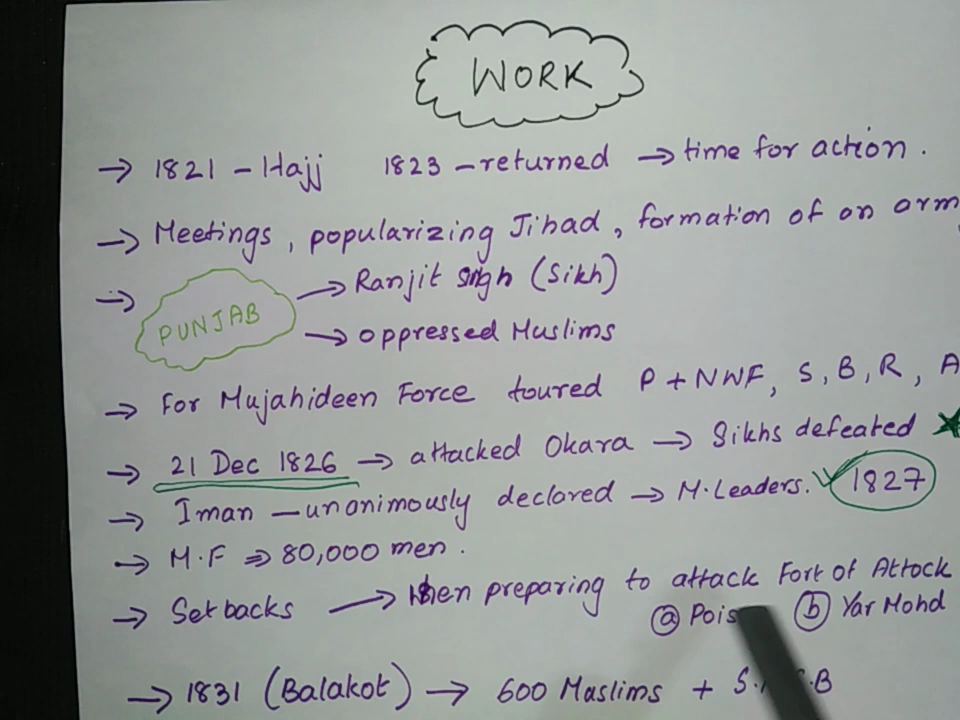 WORK
→ 1821 - Hajj 1823 - returned → time for action.
→ Meetings, popularizing Jihad, formation of on arm
→ PUNJAB → Ranjit Singh (Sikh)
→ oppressed Muslims
→ For Mujahideen Force toured P + NWF, S, B, R, A
→ 21 Dec 1826 → attacked Okara → Sikhs defeated
→ Iman - unanimously declared → M. Leaders. 1827
→ M.F ⇒ 80,000 men.
→ Setbacks → when preparing to attack Fort of Attock
ⓐ Pois ⓑ Yar Mohd
→ 1831 (Balakot) → 600 Muslims + S. B